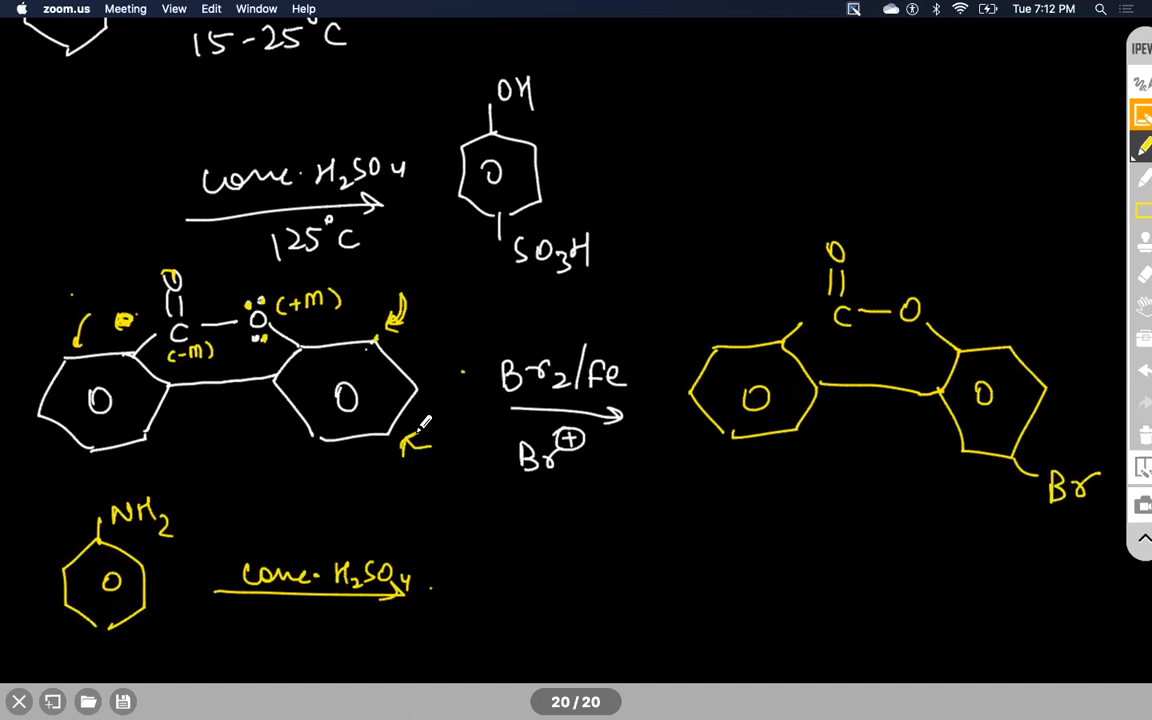 zoom.us Meeting View Edit Window Help Tue 7:12 PM
15-25°C
IPEV
OH
conc. H2SO4
125°C
SO3H
O
C — O (+M)
(-M)
Br2/Fe
Br+
O
C — O
Br
NH2
conc. H2SO4
20 / 20